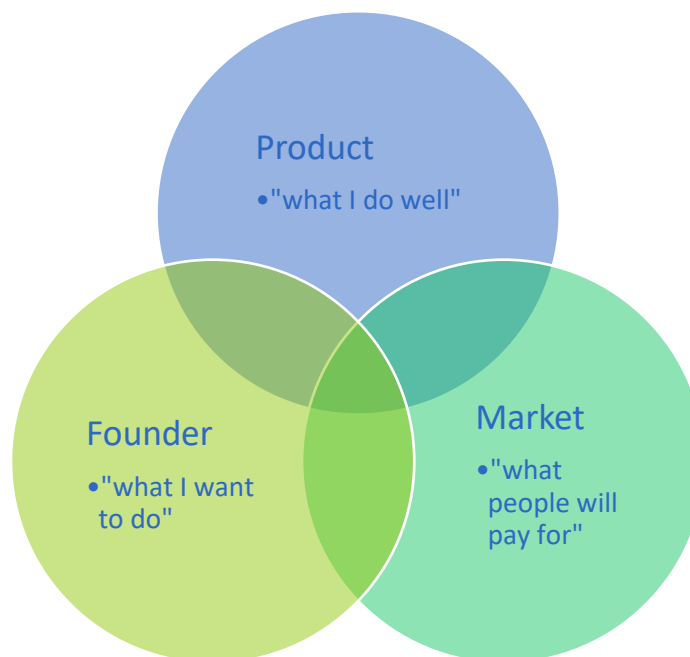 Product
•"what I do well"
Founder
•"what I want
to do"
Market
•"what
people will
pay for"